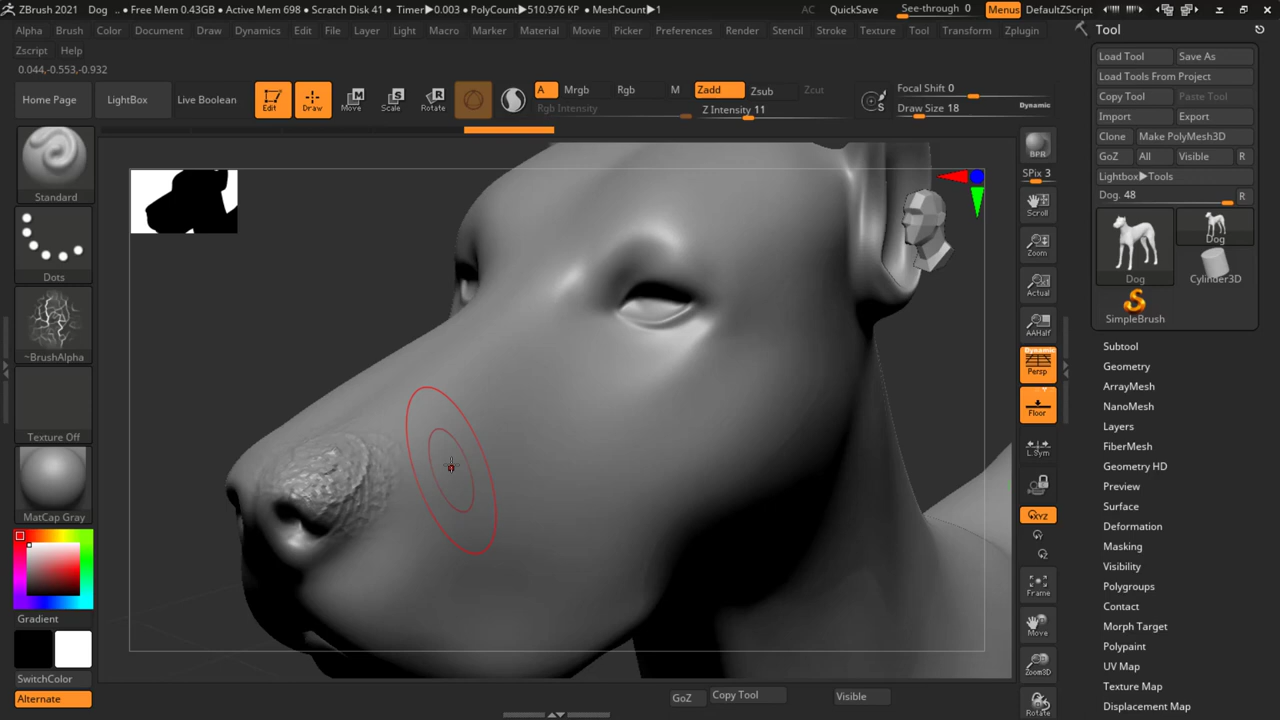 ZBrush 2021 Dog .. ● Free Mem 0.43GB ● Active Mem 698 ● Scratch Disk 41 ● Timer▶0.003 ● PolyCount▶510.976 KP ● MeshCount▶1 AC QuickSave See-through 0 Menus DefaultZScript
Alpha Brush Color Document Draw Dynamics Edit File Layer Light Macro Marker Material Movie Picker Preferences Render Stencil Stroke Texture Tool Transform Zplugin
Zscript Help
0.044,-0.553,-0.932
Home Page LightBox Live Boolean Edit Draw Move Scale Rotate
M S R
A Mrgb Rgb M Zadd Zsub Zcut
Rgb Intensity Z Intensity 11
S Focal Shift 0
Draw Size 18 Dynamic
Standard
Dots
~BrushAlpha
Texture Off
MatCap Gray
Gradient
SwitchColor
Alternate
BPR
SPix 3
Scroll
Zoom
Actual
AAHalf
Dynamic
Persp
Floor
L.Sym
XYZ
Y
Z
Frame
Move
Zoom3D
Rotate
GoZ Copy Tool Visible
Tool
Load Tool Save As
Load Tools From Project
Copy Tool Paste Tool
Import Export
Clone Make PolyMesh3D
GoZ All Visible R
Lightbox▶Tools
Dog. 48 R
Dog Dog
Cylinder3D
SimpleBrush
Subtool
Geometry
ArrayMesh
NanoMesh
Layers
FiberMesh
Geometry HD
Preview
Surface
Deformation
Masking
Visibility
Polygroups
Contact
Morph Target
Polypaint
UV Map
Texture Map
Displacement Map